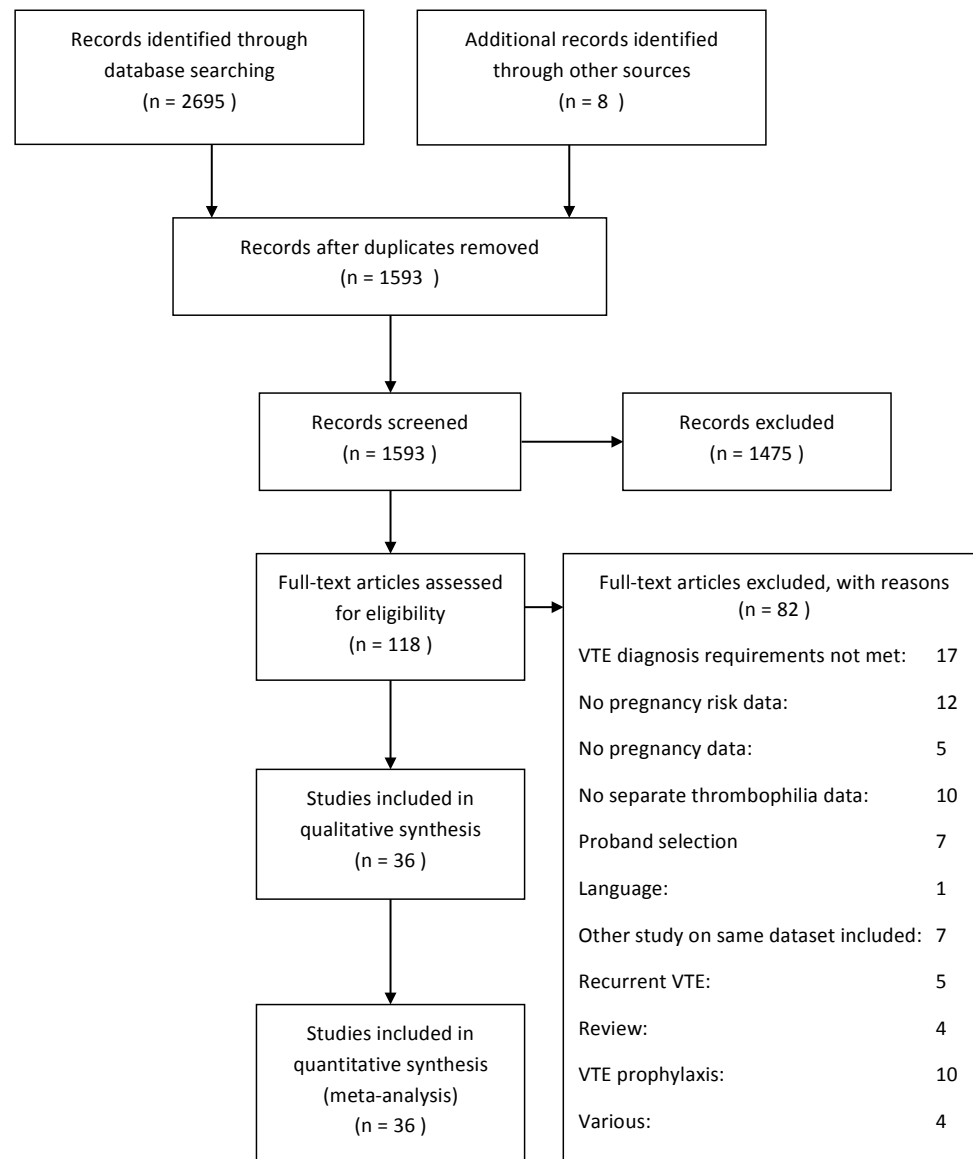 Records identified through
database searching
(n = 2695 )
Additional records identified
through other sources
(n = 8 )
Records after duplicates removed
(n = 1593 )
Records screened
(n = 1593 )
Records excluded
(n = 1475 )
Full-text articles assessed
for eligibility
(n = 118 )
Full-text articles excluded, with reasons
(n = 82 )
VTE diagnosis requirements not met: 17
No pregnancy risk data: 12
No pregnancy data: 5
No separate thrombophilia data: 10
Proband selection 7
Language: 1
Other study on same dataset included: 7
Recurrent VTE: 5
Review: 4
VTE prophylaxis: 10
Various: 4
Studies included in
qualitative synthesis
(n = 36 )
Studies included in
quantitative synthesis
(meta-analysis)
(n = 36 )